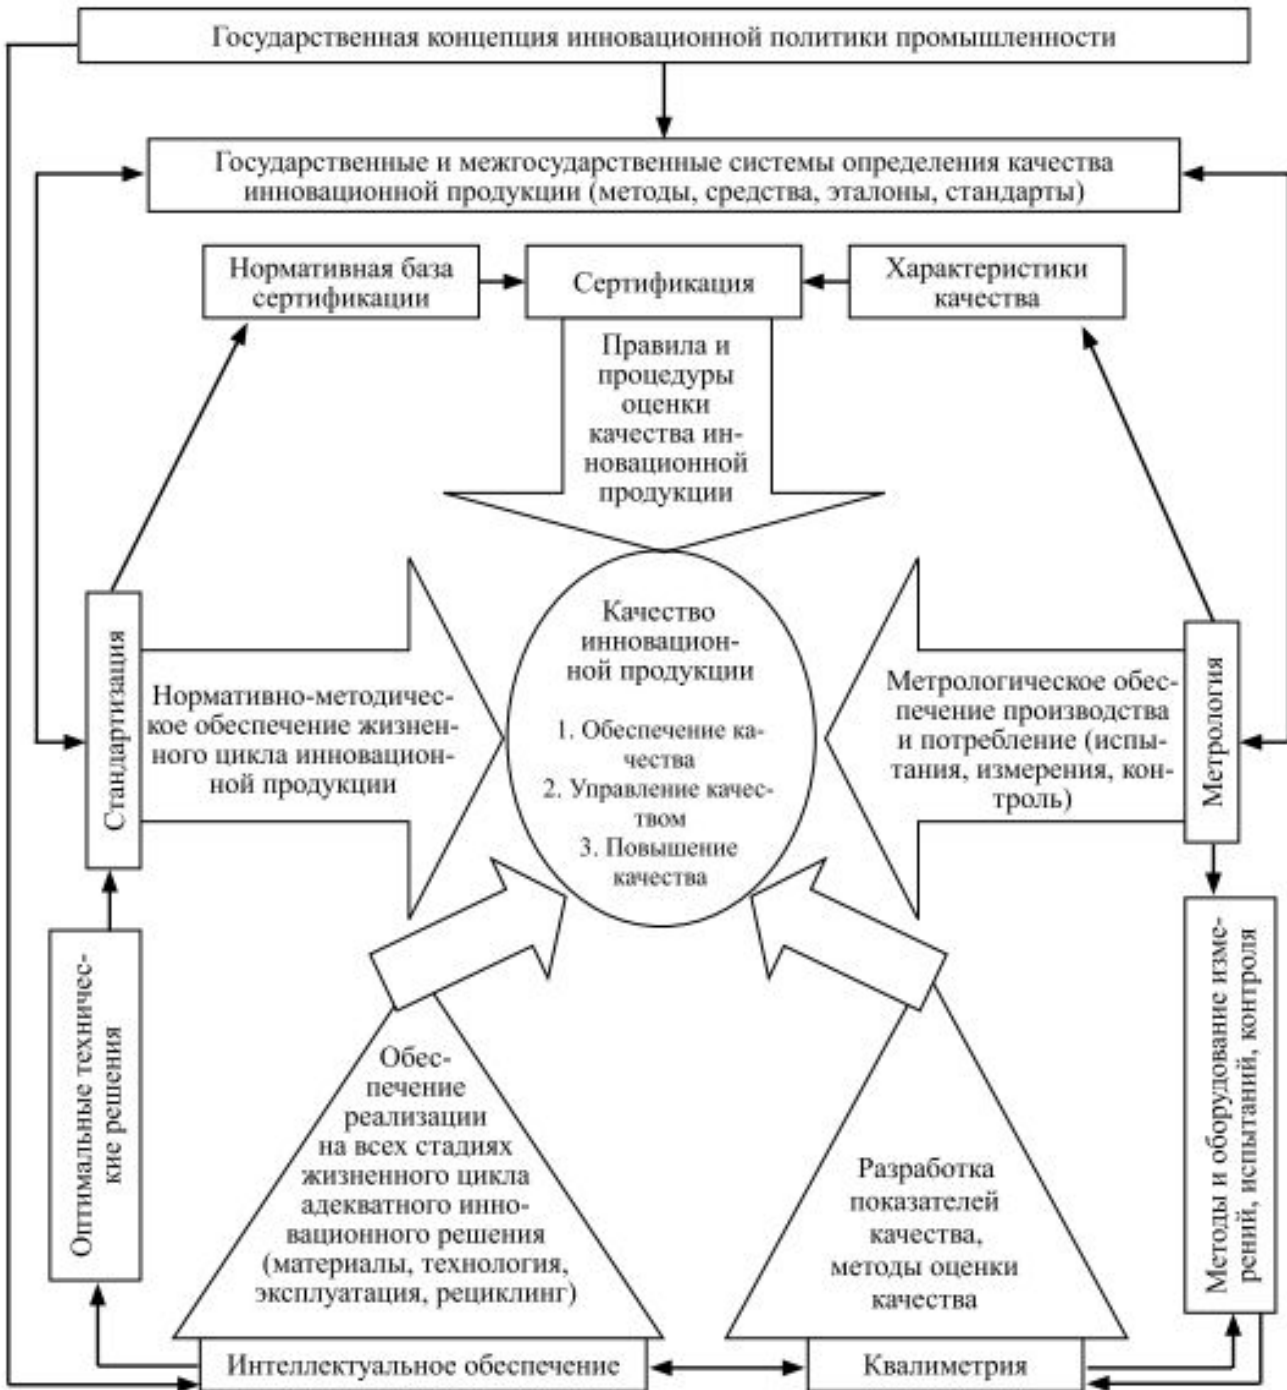 Государственная концепция инновационной политики промышленности
Государственные и межгосударственные системы определения качества
инновационной продукции (методы, средства, эталоны, стандарты)
Нормативная база
сертификации
Сертификация
Характеристики
качества
Правила и
процедуры
оценки
качества ин-
новационной
продукции
Стандартизация
Нормативно-методичес-
кое обеспечение жизнен-
ного цикла инновацион-
ной продукции
Качество
инновацион-
ной продукции
1. Обеспечение ка-
чества
2. Управление качес-
твом
3. Повышение
качества
Метрологическое обес-
печение производства
и потребление (испы-
тания, измерения, кон-
троль)
Метрология
Оптимальные техничес-
кие решения
Обес-
печение
реализации
на всех стадиях
жизненного цикла
адекватного инно-
вационного решения
(материалы, технология,
эксплуатация, рециклинг)
Разработка
показателей
качества,
методы оценки
качества
Методы и оборудование изме-
рений, испытаний, контроля
Интеллектуальное обеспечение
Квалиметрия